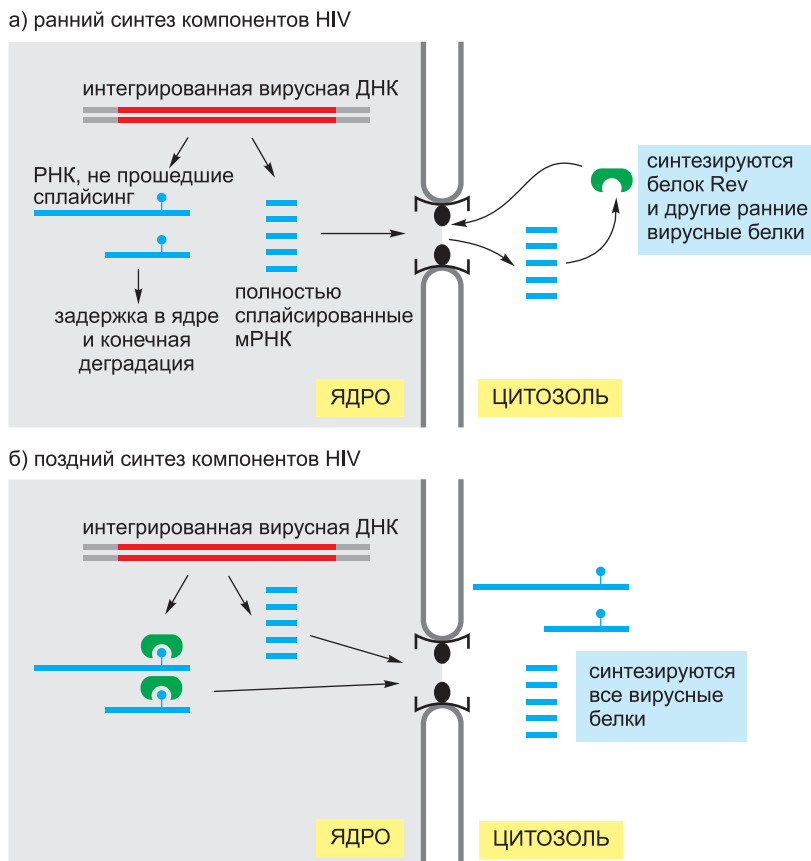 а) ранний синтез компонентов HIV
интегрированная вирусная ДНК
РНК, не прошедшие
сплайсинг
задержка в ядре
и конечная
деградация
полностью
сплайсированные
мРНК
синтезируются
белок Rev
и другие ранние
вирусные белки
ЯДРО
ЦИТОЗОЛЬ
б) поздний синтез компонентов HIV
интегрированная вирусная ДНК
синтезируются
все вирусные
белки
ЯДРО
ЦИТОЗОЛЬ